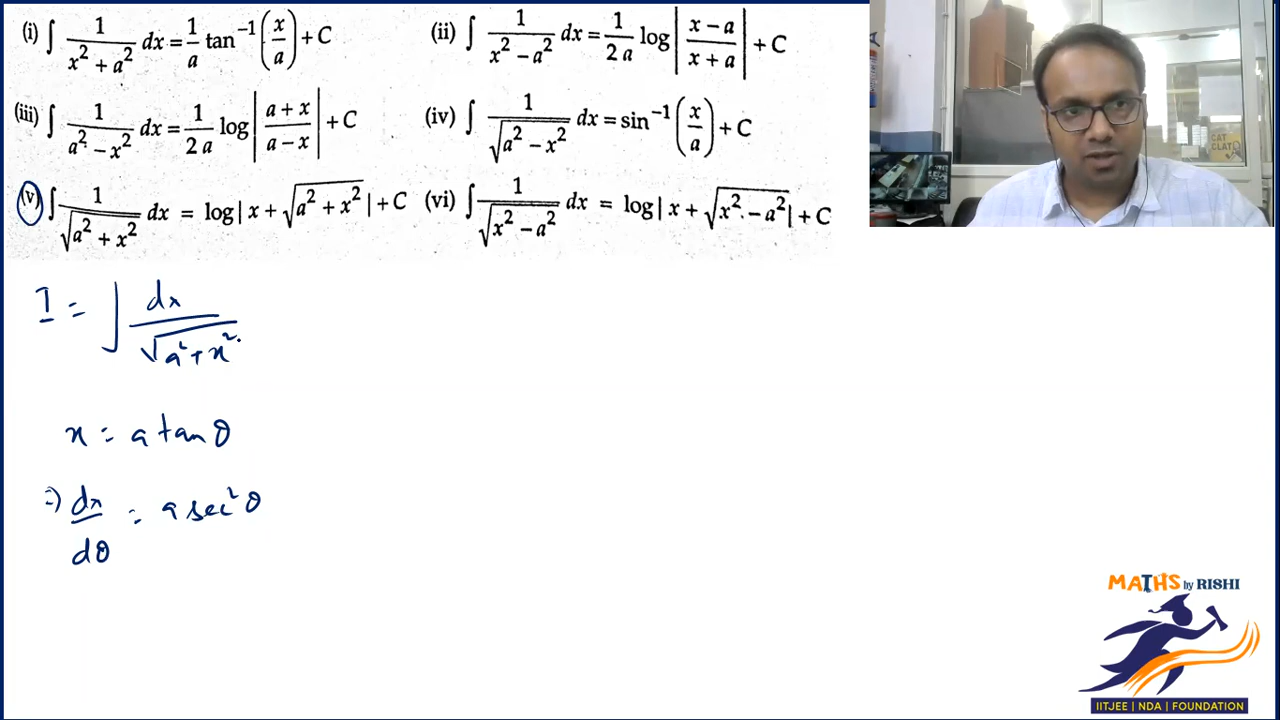 (i) ∫ 1/(x² + a²) dx = 1/a tan⁻¹(x/a) + C (ii) ∫ 1/(x² − a²) dx = 1/(2a) log |(x − a)/(x + a)| + C
(iii) ∫ 1/(a² − x²) dx = 1/(2a) log |(a + x)/(a − x)| + C (iv) ∫ 1/√(a² − x²) dx = sin⁻¹(x/a) + C
(v) ∫ 1/√(a² + x²) dx = log | x + √(a² + x²) | + C (vi) ∫ 1/√(x² − a²) dx = log | x + √(x² − a²) | + C
I = ∫ dx/√(a² + x²)
x = a tan θ
⇒ dx/dθ = a sec² θ
CAT
CLAT
MATHS by RISHI
IITJEE | NDA | FOUNDATION